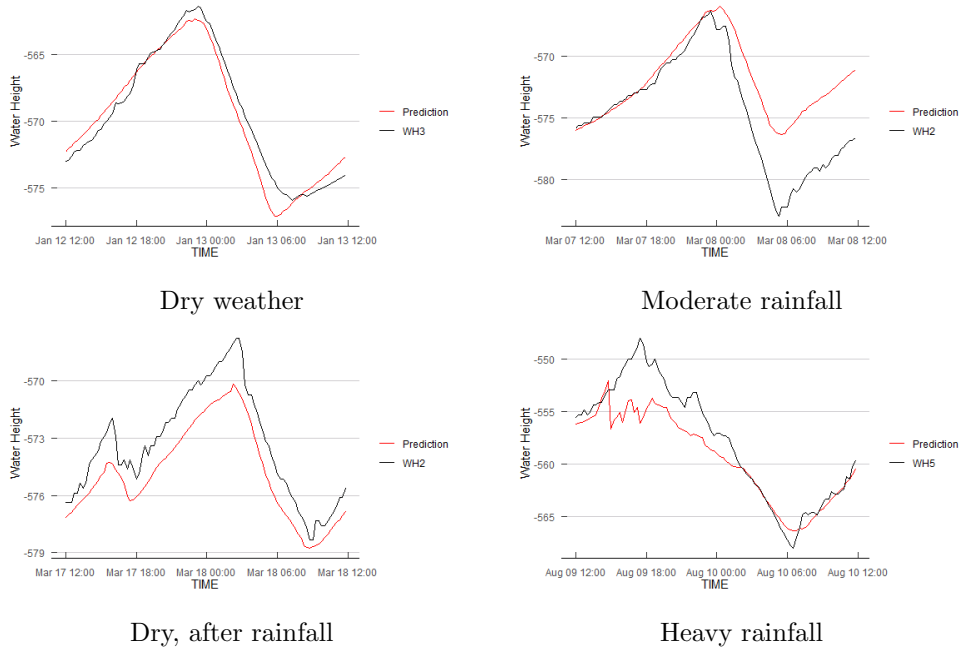 Water Height
-565
-570
-575
Jan 12 12:00 Jan 12 18:00 Jan 13 00:00 Jan 13 06:00 Jan 13 12:00
TIME
Prediction
WH3
Dry weather
Water Height
-570
-575
-580
Mar 07 12:00 Mar 07 18:00 Mar 08 00:00 Mar 08 06:00 Mar 08 12:00
TIME
Prediction
WH2
Moderate rainfall
Water Height
-570
-573
-576
-579
Mar 17 12:00 Mar 17 18:00 Mar 18 00:00 Mar 18 06:00 Mar 18 12:00
TIME
Prediction
WH2
Dry, after rainfall
Water Height
-550
-555
-560
-565
Aug 09 12:00 Aug 09 18:00 Aug 10 00:00 Aug 10 06:00 Aug 10 12:00
TIME
Prediction
WH5
Heavy rainfall